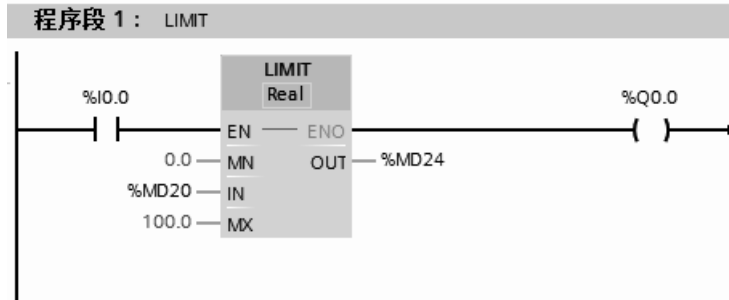 程序段 1： LIMIT
LIMIT
Real
%I0.0
%Q0.0
EN ENO
0.0 MN OUT %MD24
%MD20 IN
100.0 MX